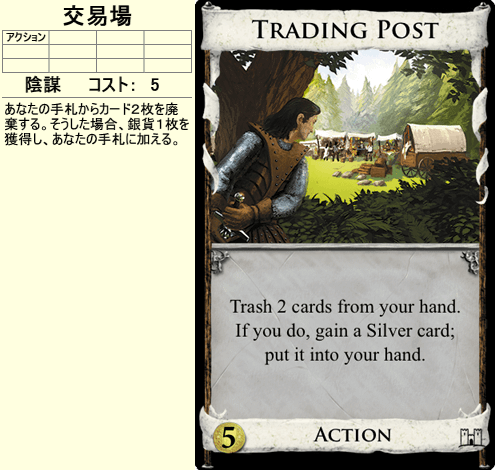 交易場
アクション
陰謀 コスト: 5
あなたの手札からカード2枚を廃
棄する。そうした場合、銀貨1枚を
獲得し、あなたの手札に加える。
TRADING POST
Trash 2 cards from your hand.
If you do, gain a Silver card;
put it into your hand.
5
ACTION